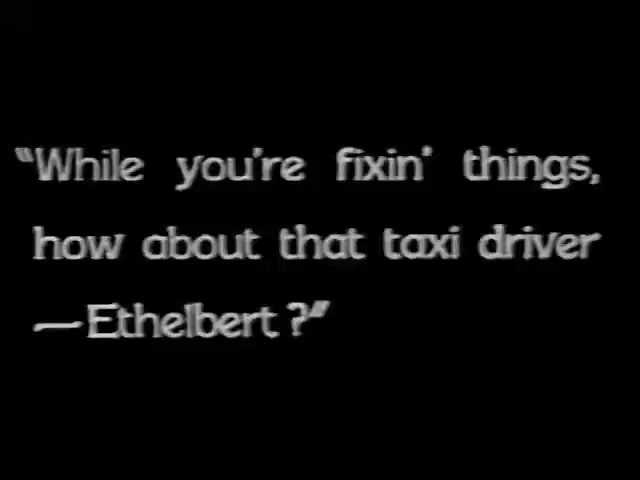 "While you're fixin' things,
how about that taxi driver
—Ethelbert?"